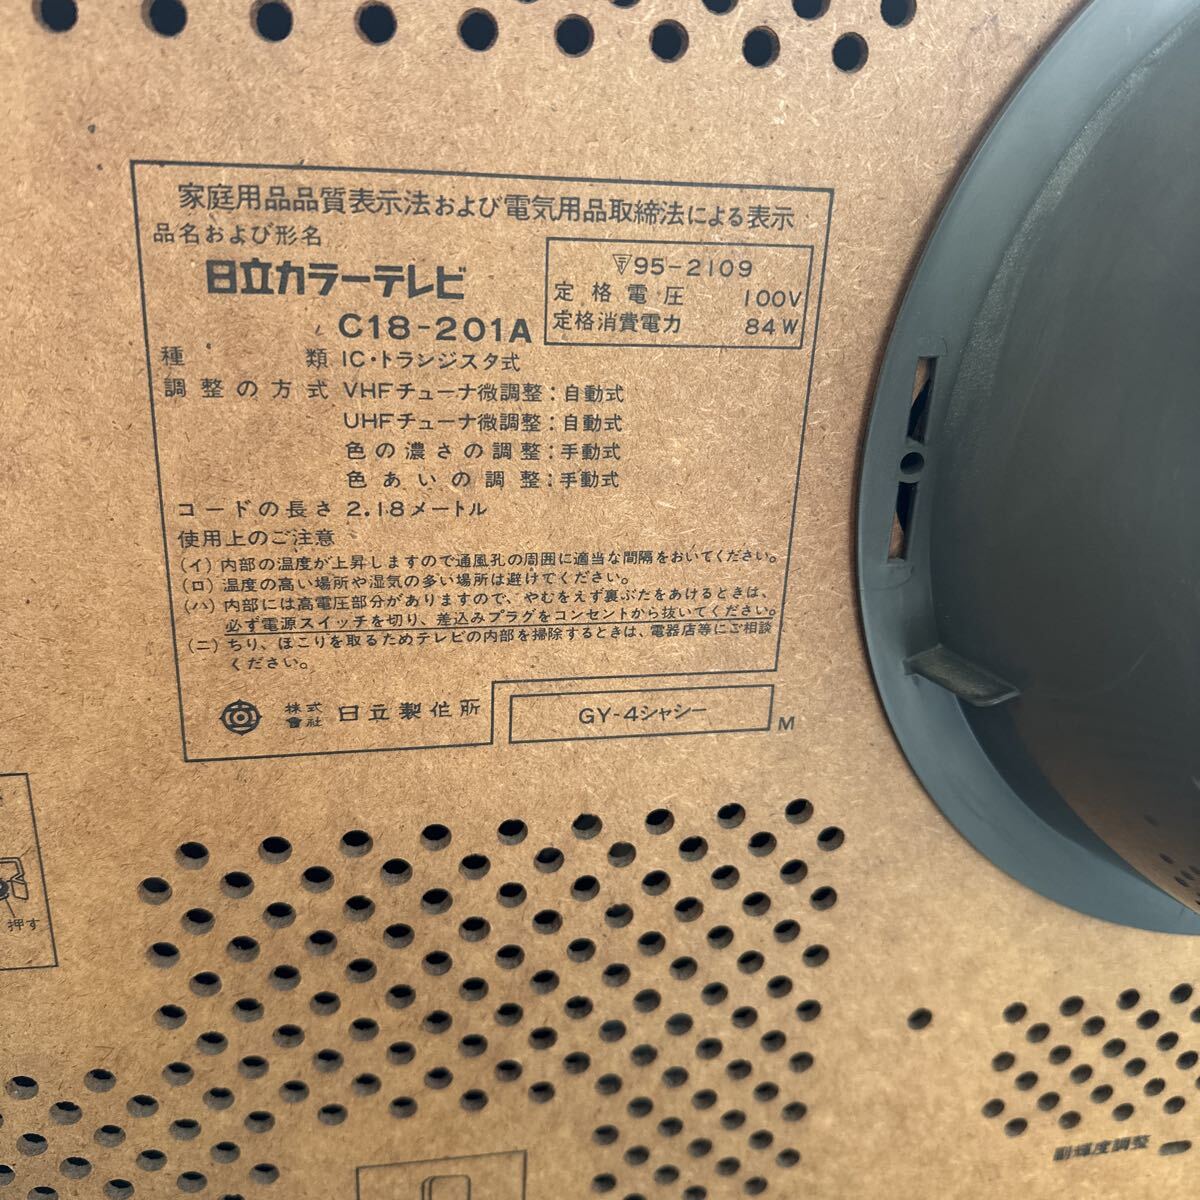 家庭用品品質表示法および電気用品取締法による表示
品名および形名
日立カラーテレビ
C18-201A
95-2109
定格電圧 100V
定格消費電力 84W
種類 IC・トランジスタ式
調整の方式 VHFチューナ微調整：自動式
UHFチューナ微調整：自動式
色の濃さの調整：手動式
色あいの調整：手動式
コードの長さ 2.18メートル
使用上のご注意
（イ）内部の温度が上昇しますので通風孔の周囲に適当な間隔をおいてください。
（ロ）温度の高い場所や湿気の多い場所は避けてください。
（ハ）内部には高電圧部分がありますので、やむをえず裏ぶたをあけるときは、
必ず電源スイッチを切り、差込みプラグをコンセントから抜いてください。
（ニ）ちり、ほこりを取るためテレビの内部を掃除するときは、電器店等にご相談
ください。
株式會社 日立製作所
GY-4シャシー
M
押す
副輝度調整